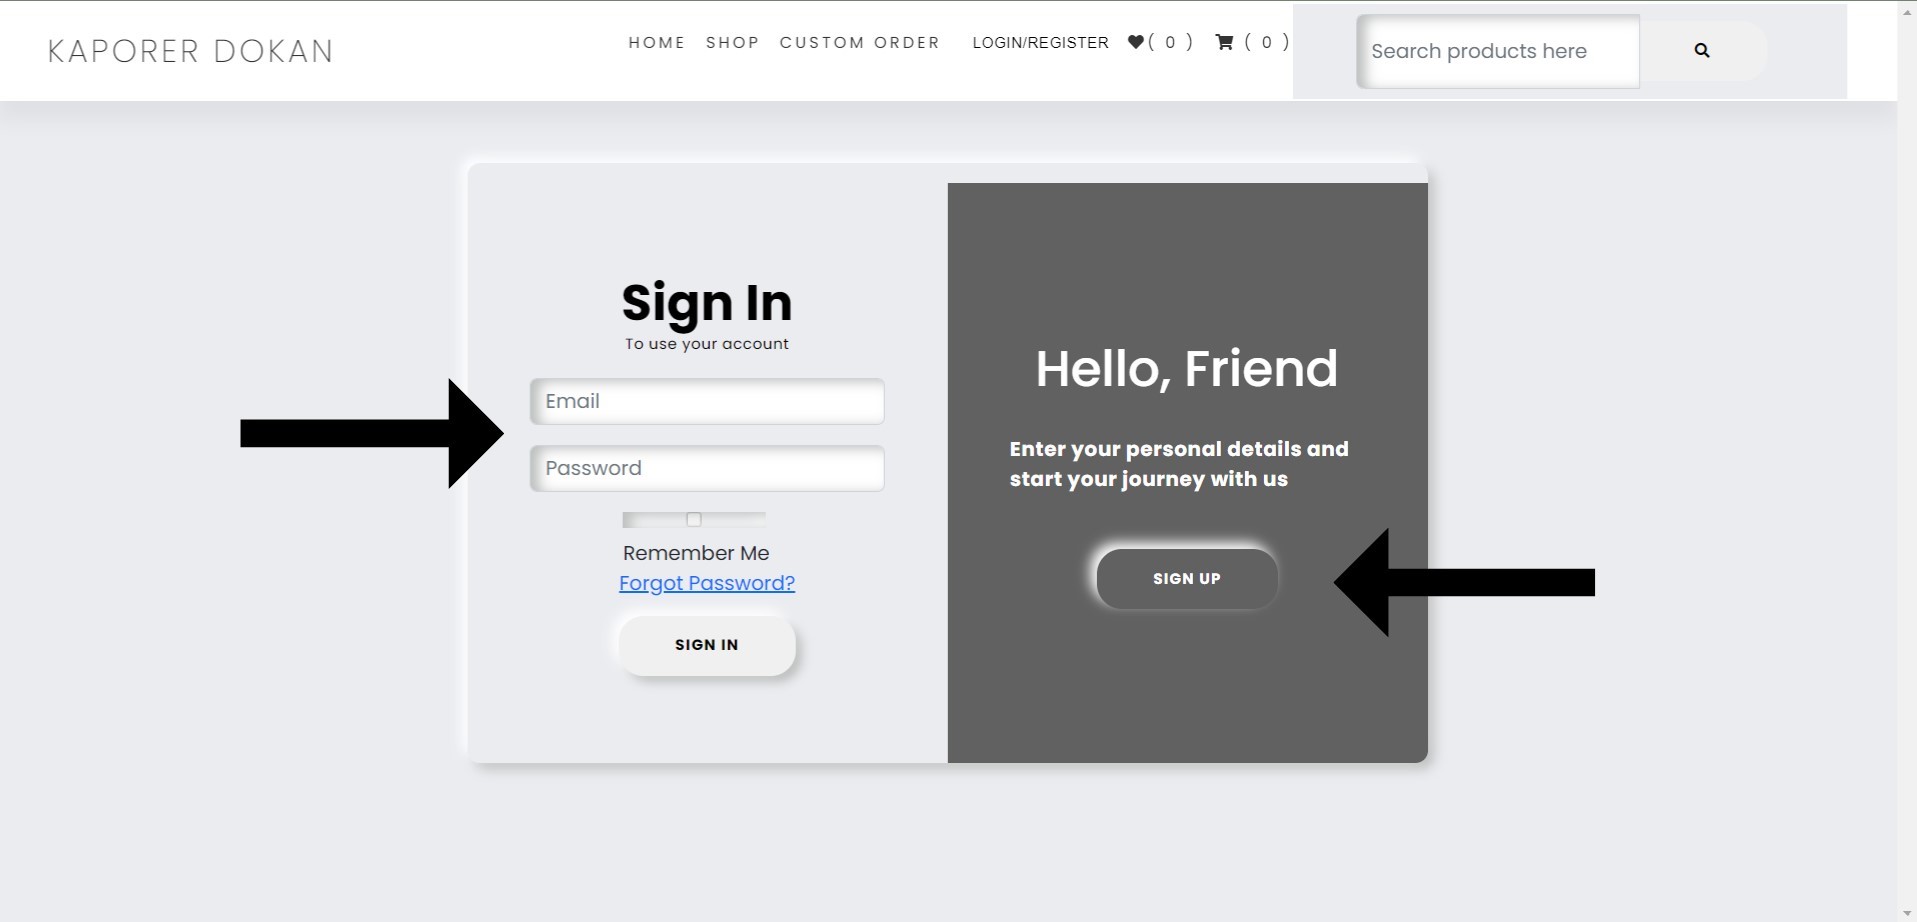 KAPORER DOKAN
HOME SHOP CUSTOM ORDER LOGIN/REGISTER ( 0 ) ( 0 ) Search products here
Sign In
To use your account
Email
Password
Remember Me
Forgot Password?
SIGN IN
Hello, Friend
Enter your personal details and
start your journey with us
SIGN UP